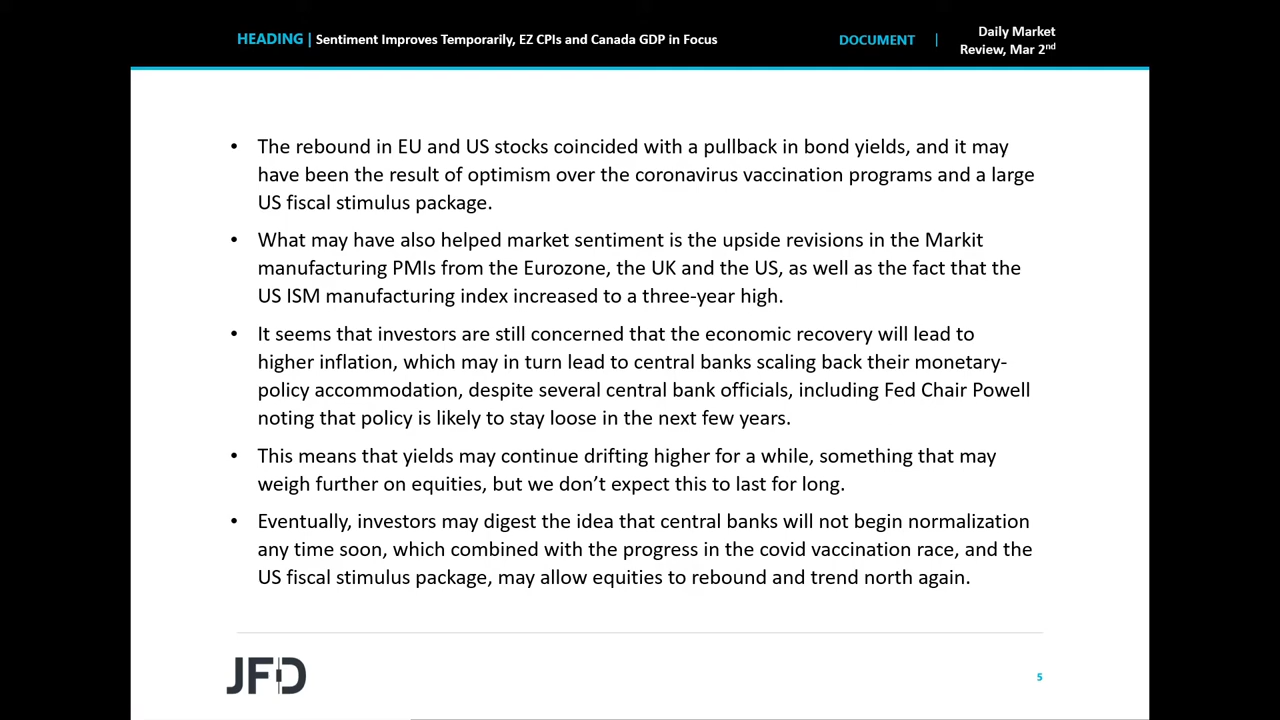 HEADING | Sentiment Improves Temporarily, EZ CPIs and Canada GDP in Focus
DOCUMENT |
Daily Market
Review, Mar 2nd
• The rebound in EU and US stocks coincided with a pullback in bond yields, and it may
have been the result of optimism over the coronavirus vaccination programs and a large
US fiscal stimulus package.
• What may have also helped market sentiment is the upside revisions in the Markit
manufacturing PMIs from the Eurozone, the UK and the US, as well as the fact that the
US ISM manufacturing index increased to a three-year high.
• It seems that investors are still concerned that the economic recovery will lead to
higher inflation, which may in turn lead to central banks scaling back their monetary-
policy accommodation, despite several central bank officials, including Fed Chair Powell
noting that policy is likely to stay loose in the next few years.
• This means that yields may continue drifting higher for a while, something that may
weigh further on equities, but we don’t expect this to last for long.
• Eventually, investors may digest the idea that central banks will not begin normalization
any time soon, which combined with the progress in the covid vaccination race, and the
US fiscal stimulus package, may allow equities to rebound and trend north again.
JFD
5